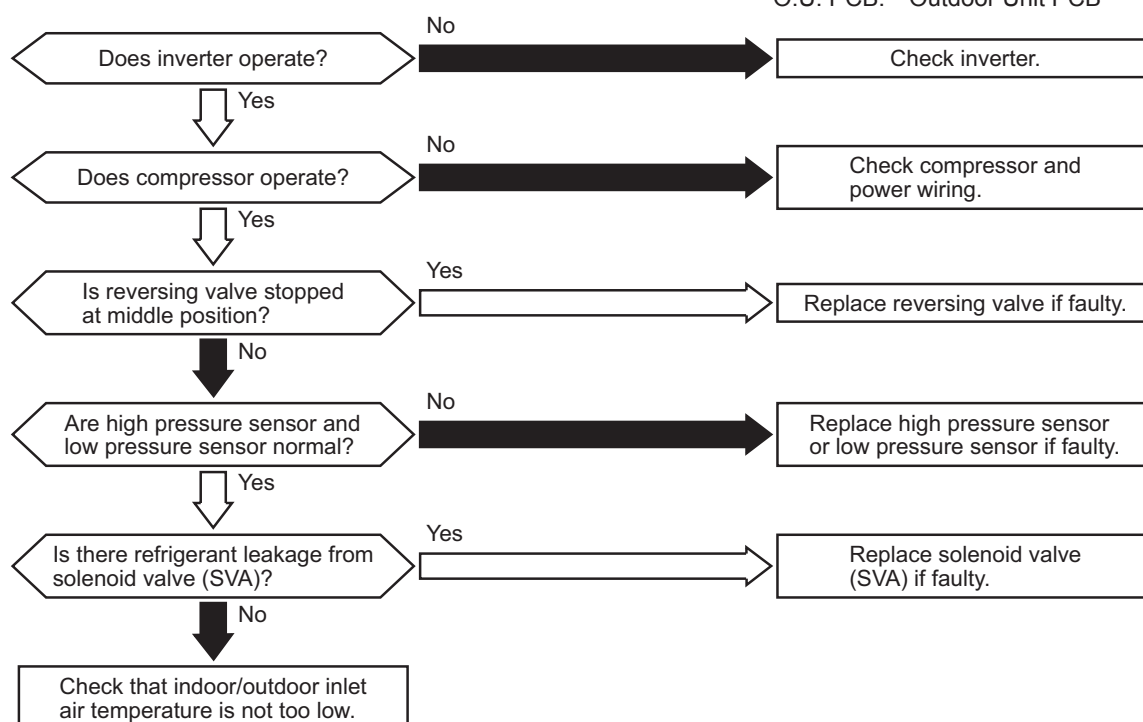 O.U. PCB: Outdoor Unit PCB
No
Does inverter operate?
Check inverter.
Yes
No
Does compressor operate?
Check compressor and
power wiring.
Yes
Yes
Is reversing valve stopped
at middle position?
Replace reversing valve if faulty.
No
No
Are high pressure sensor and
low pressure sensor normal?
Replace high pressure sensor
or low pressure sensor if faulty.
Yes
Yes
Is there refrigerant leakage from
solenoid valve (SVA)?
Replace solenoid valve
(SVA) if faulty.
No
Check that indoor/outdoor inlet
air temperature is not too low.